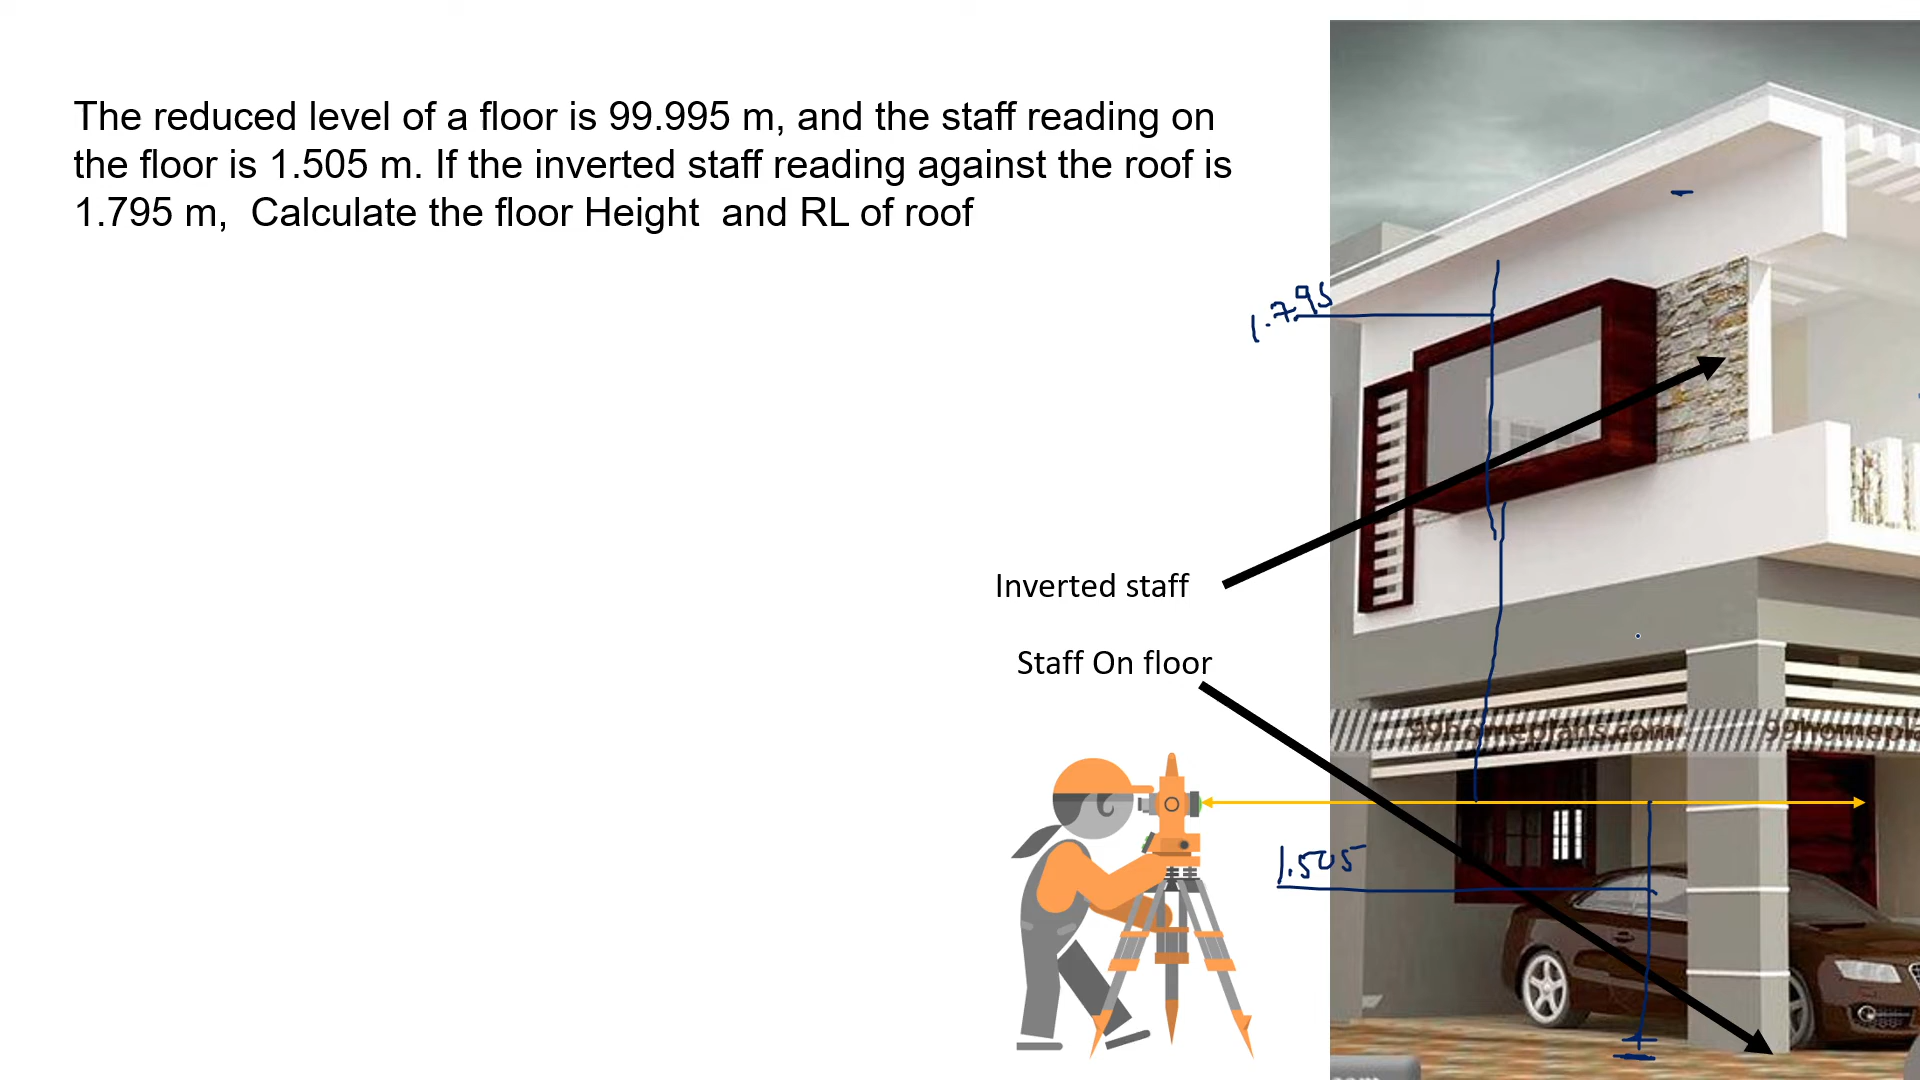 The reduced level of a floor is 99.995 m, and the staff reading on
the floor is 1.505 m. If the inverted staff reading against the roof is
1.795 m, Calculate the floor Height and RL of roof
1.795
Inverted staff
Staff On floor
99homeplans.com 99homepla
1.505
com